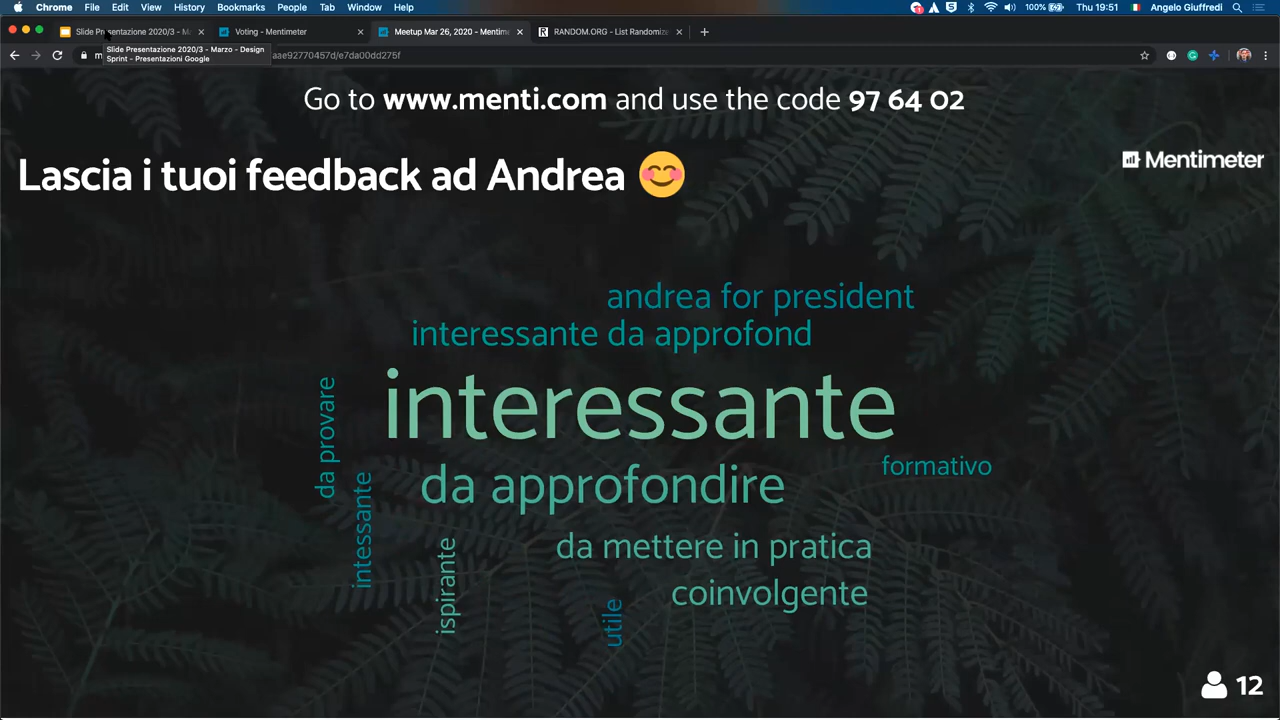 Chrome File Edit View History Bookmarks People Tab Window Help 100% Thu 19:51 Angelo Giuffredi
Slide Presentazione 2020/3 - M Voting - Mentimeter Meetup Mar 26, 2020 - Mentim RANDOM.ORG - List Randomiz
Slide Presentazione 2020/3 - Marzo - Design
Sprint - Presentazioni Google
aae92770457d/e7da00dd275f
Go to www.menti.com and use the code 97 64 02
Mentimeter
Lascia i tuoi feedback ad Andrea 😊
andrea for president
interessante da approfond
interessante
da provare
formativo
da approfondire
intessante
da mettere in pratica
ispirante
coinvolgente
utile
12